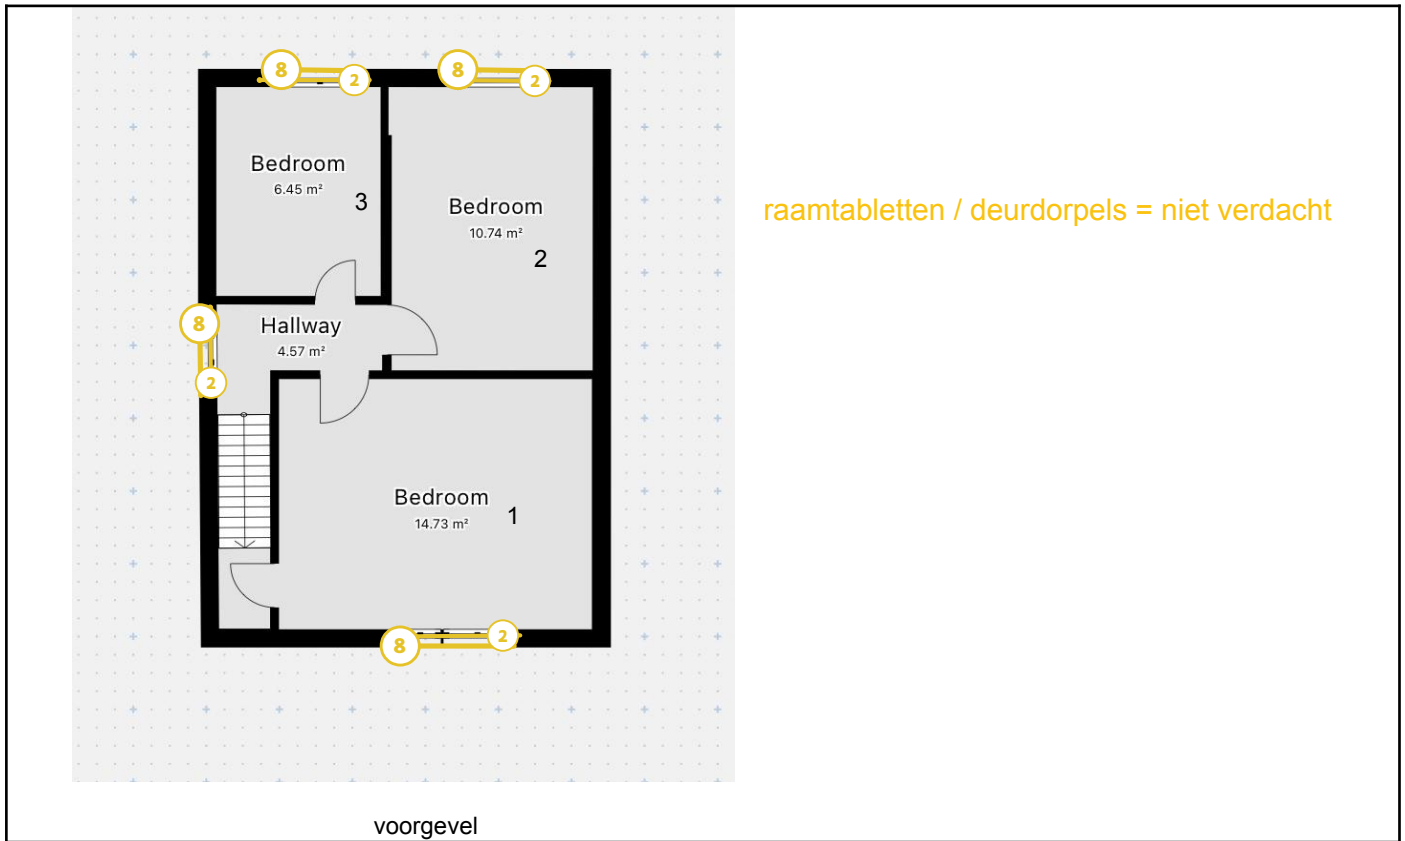 8 2 8 2
Bedroom
6.45 m²
3
Bedroom
10.74 m²
2
raamtabletten / deurdorpels = niet verdacht
8
2
Hallway
4.57 m²
Bedroom
14.73 m²
1
8 2
voorgevel